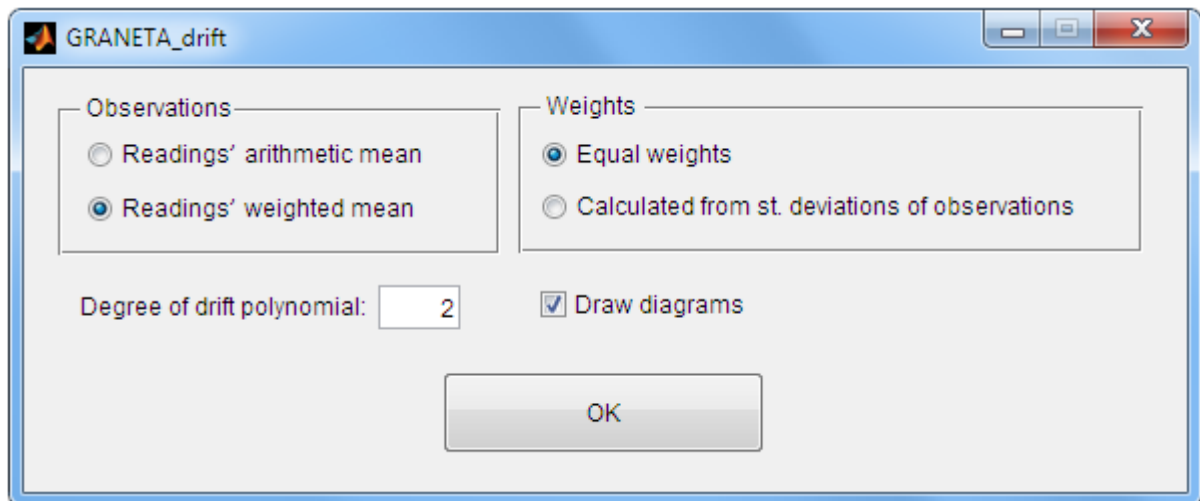 GRANETA_drift
Observations
Readings’ arithmetic mean
Readings’ weighted mean
Weights
Equal weights
Calculated from st. deviations of observations
Degree of drift polynomial: 2
Draw diagrams
OK